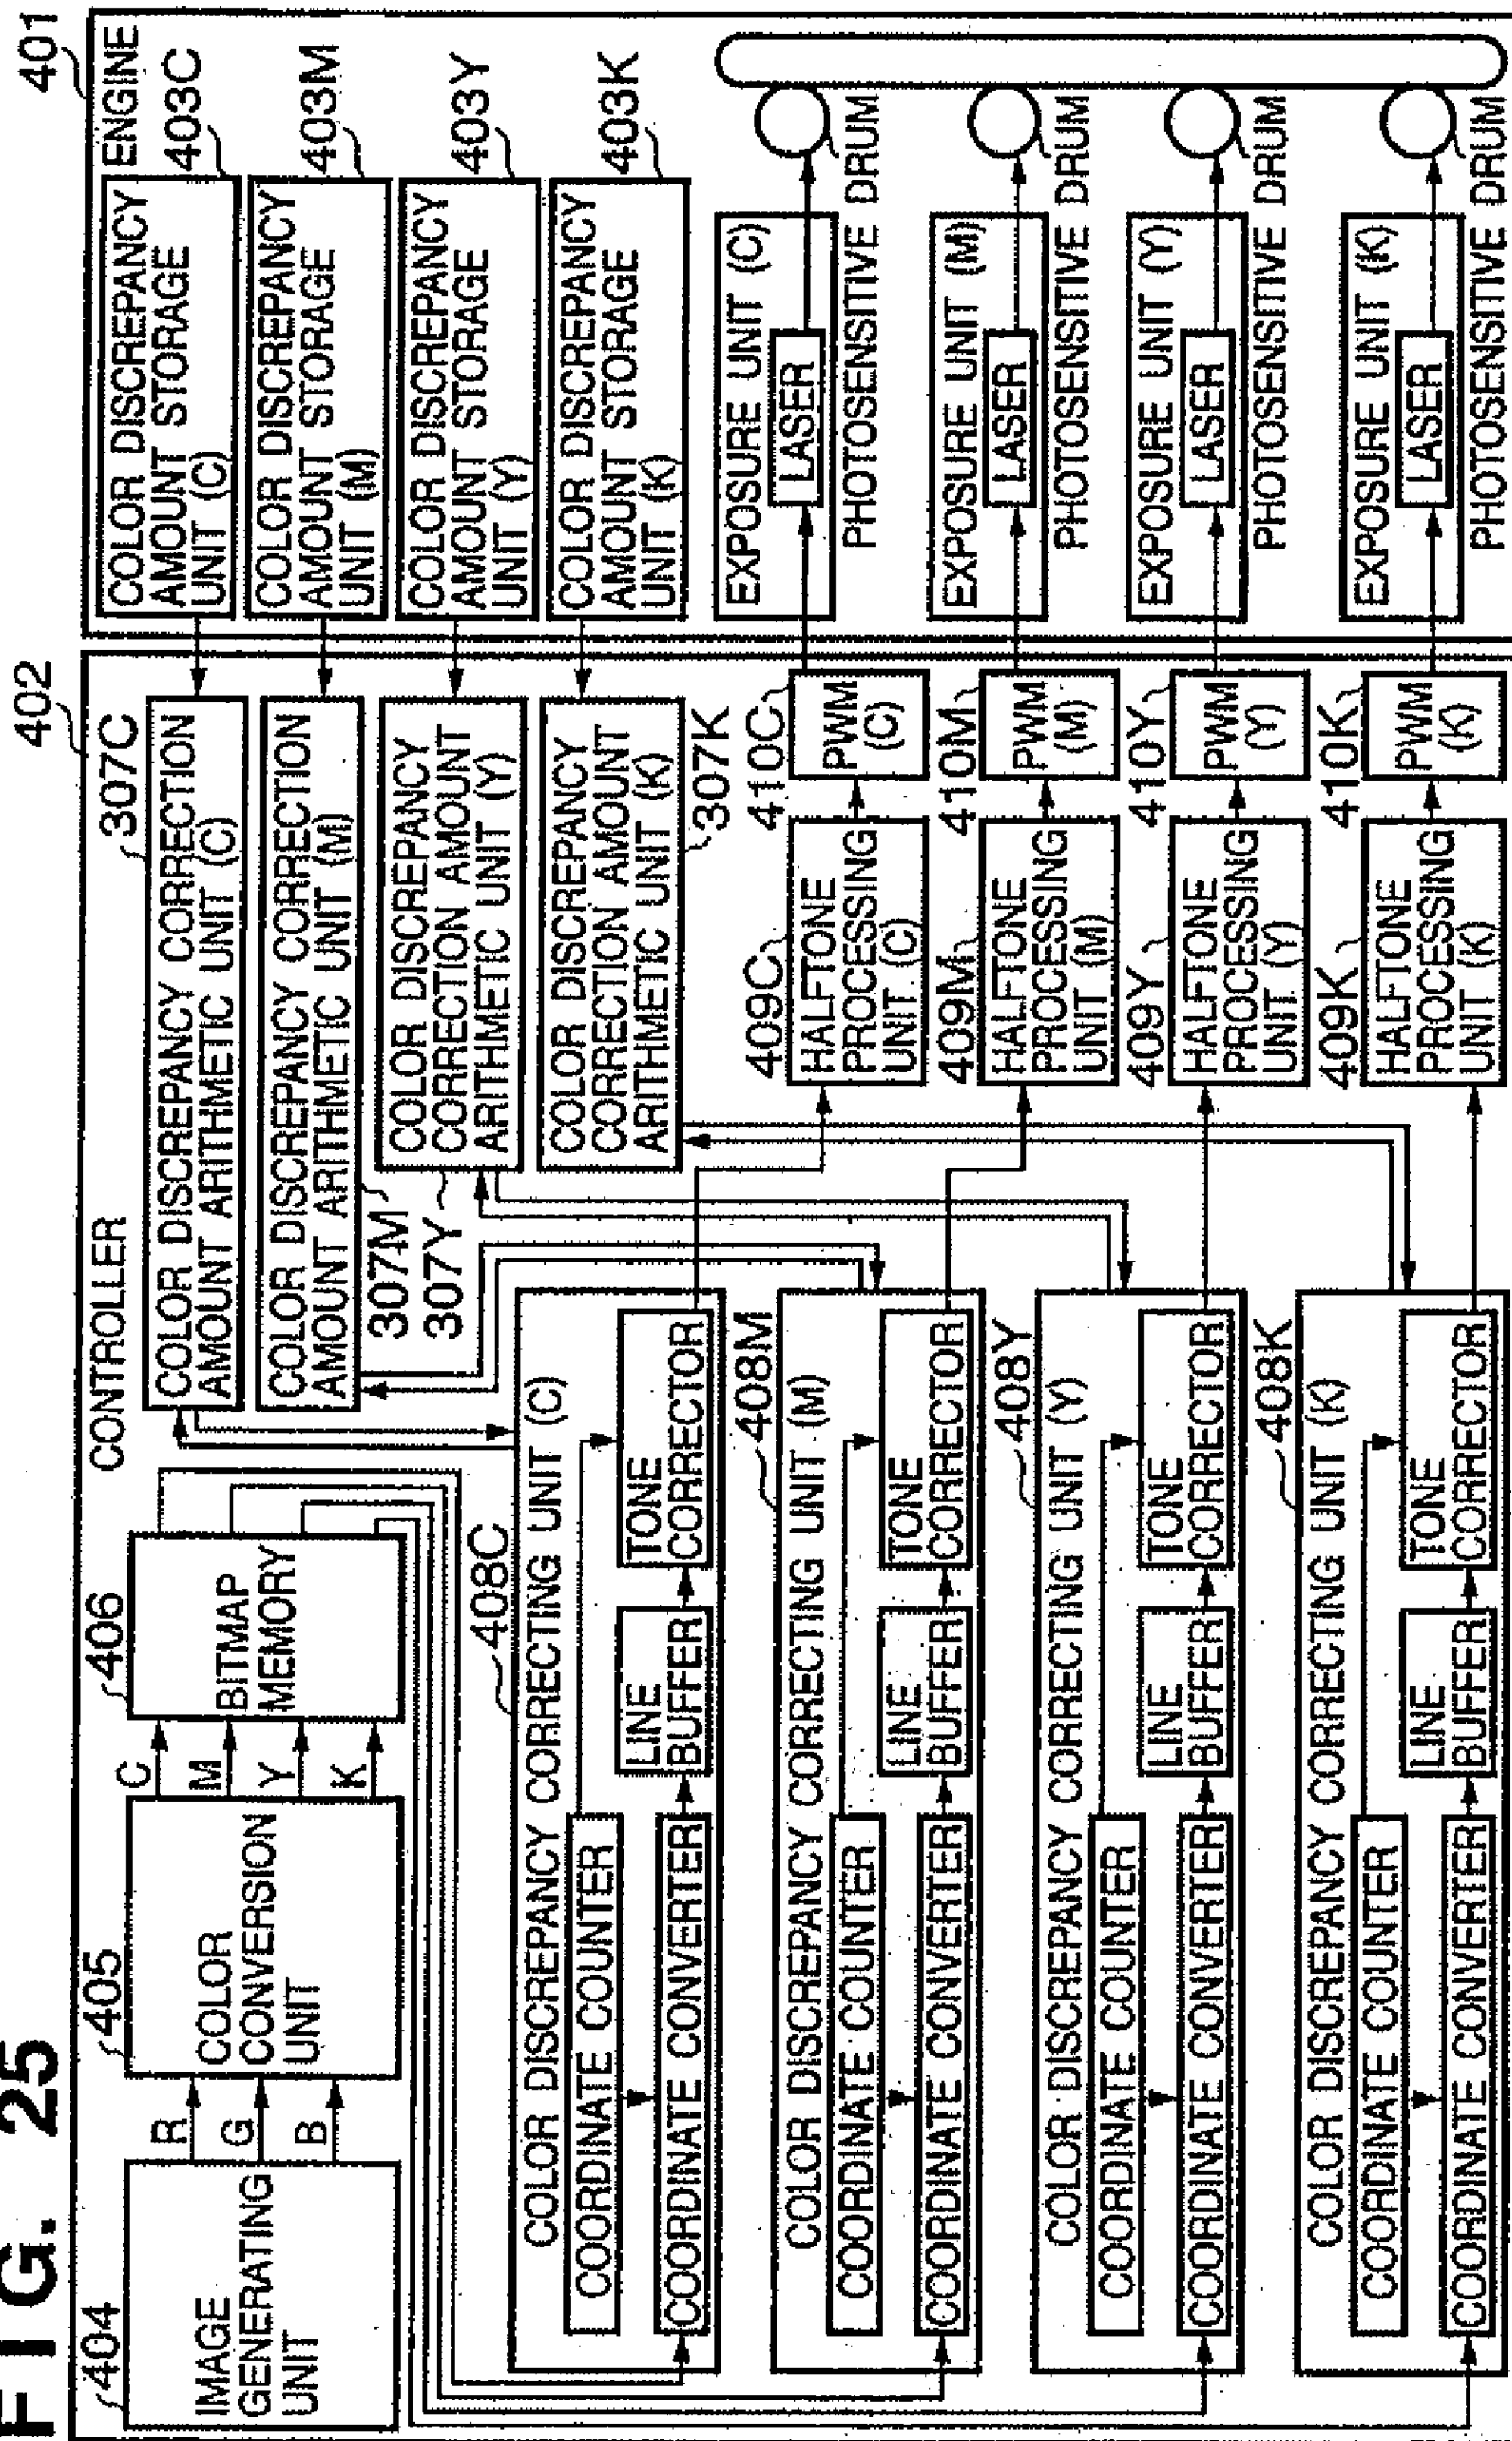 FIG. 25
401
ENGINE
COLOR DISCREPANCY
AMOUNT STORAGE
UNIT (C)
403C
COLOR DISCREPANCY
AMOUNT STORAGE
UNIT (M)
403M
COLOR DISCREPANCY
AMOUNT STORAGE
UNIT (Y)
403Y
COLOR DISCREPANCY
AMOUNT STORAGE
UNIT (K)
403K
EXPOSURE UNIT (C)
LASER
PHOTOSENSITIVE DRUM
EXPOSURE UNIT (M)
LASER
PHOTOSENSITIVE DRUM
EXPOSURE UNIT (Y)
LASER
PHOTOSENSITIVE DRUM
EXPOSURE UNIT (K)
LASER
PHOTOSENSITIVE DRUM
402
CONTROLLER
404
IMAGE
GENERATING
UNIT
R
G
B
405
COLOR
CONVERSION
UNIT
C
M
Y
K
406
BITMAP
MEMORY
307C
COLOR DISCREPANCY CORRECTION
AMOUNT ARITHMETIC UNIT (C)
COLOR DISCREPANCY CORRECTION
AMOUNT ARITHMETIC UNIT (M)
307M
307Y
COLOR DISCREPANCY
CORRECTION AMOUNT
ARITHMETIC UNIT (Y)
COLOR DISCREPANCY
CORRECTION AMOUNT
ARITHMETIC UNIT (K)
307K
408C
COLOR DISCREPANCY CORRECTING UNIT (C)
COORDINATE COUNTER
COORDINATE CONVERTER
LINE
BUFFER
TONE
CORRECTOR
409C
HALFTONE
PROCESSING
UNIT (C)
410C
PWM
(C)
408M
COLOR DISCREPANCY CORRECTING UNIT (M)
COORDINATE COUNTER
COORDINATE CONVERTER
LINE
BUFFER
TONE
CORRECTOR
409M
HALFTONE
PROCESSING
UNIT (M)
410M
PWM
(M)
408Y
COLOR DISCREPANCY CORRECTING UNIT (Y)
COORDINATE COUNTER
COORDINATE CONVERTER
LINE
BUFFER
TONE
CORRECTOR
409Y
HALFTONE
PROCESSING
UNIT (Y)
410Y
PWM
(Y)
408K
COLOR DISCREPANCY CORRECTING UNIT (K)
COORDINATE COUNTER
COORDINATE CONVERTER
LINE
BUFFER
TONE
CORRECTOR
409K
HALFTONE
PROCESSING
UNIT (K)
410K
PWM
(K)